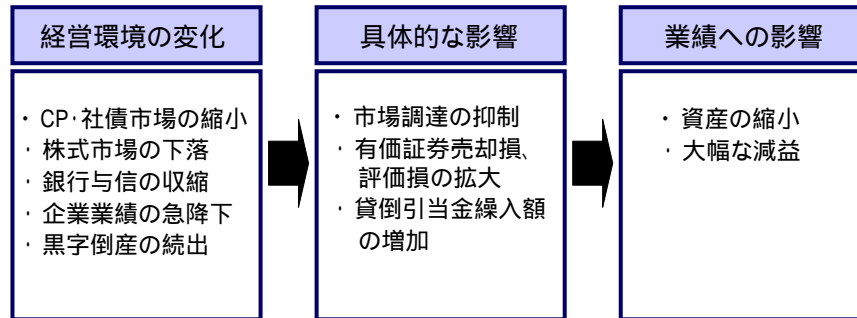 経営環境の変化
・ CP・社債市場の縮小
・ 株式市場の下落
・ 銀行与信の収縮
・ 企業業績の急降下
・ 黒字倒産の続出
具体的な影響
・ 市場調達の抑制
・ 有価証券売却損、
評価損の拡大
・ 貸倒引当金繰入額
の増加
業績への影響
・ 資産の縮小
・ 大幅な減益